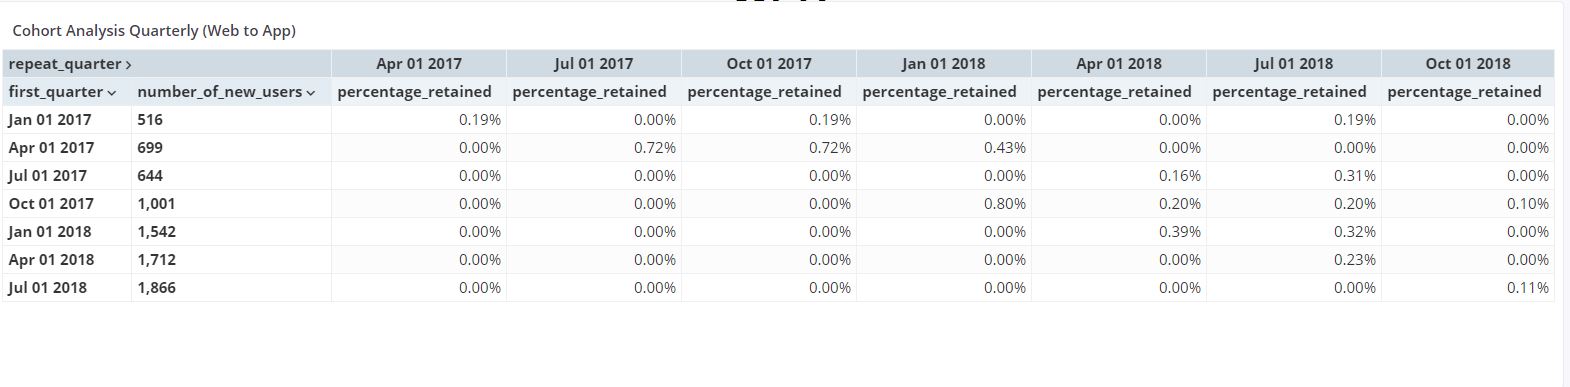 Cohort Analysis Quarterly (Web to App)
repeat_quarter Apr 01 2017 Jul 01 2017 Oct 01 2017 Jan 01 2018 Apr 01 2018 Jul 01 2018 Oct 01 2018
first_quarter number_of_new_users percentage_retained percentage_retained percentage_retained percentage_retained percentage_retained percentage_retained percentage_retained
Jan 01 2017 516 0.19% 0.00% 0.19% 0.00% 0.00% 0.19% 0.00%
Apr 01 2017 699 0.00% 0.72% 0.72% 0.43% 0.00% 0.00% 0.00%
Jul 01 2017 644 0.00% 0.00% 0.00% 0.00% 0.16% 0.31% 0.00%
Oct 01 2017 1,001 0.00% 0.00% 0.00% 0.80% 0.20% 0.20% 0.10%
Jan 01 2018 1,542 0.00% 0.00% 0.00% 0.00% 0.39% 0.32% 0.00%
Apr 01 2018 1,712 0.00% 0.00% 0.00% 0.00% 0.00% 0.23% 0.00%
Jul 01 2018 1,866 0.00% 0.00% 0.00% 0.00% 0.00% 0.00% 0.11%